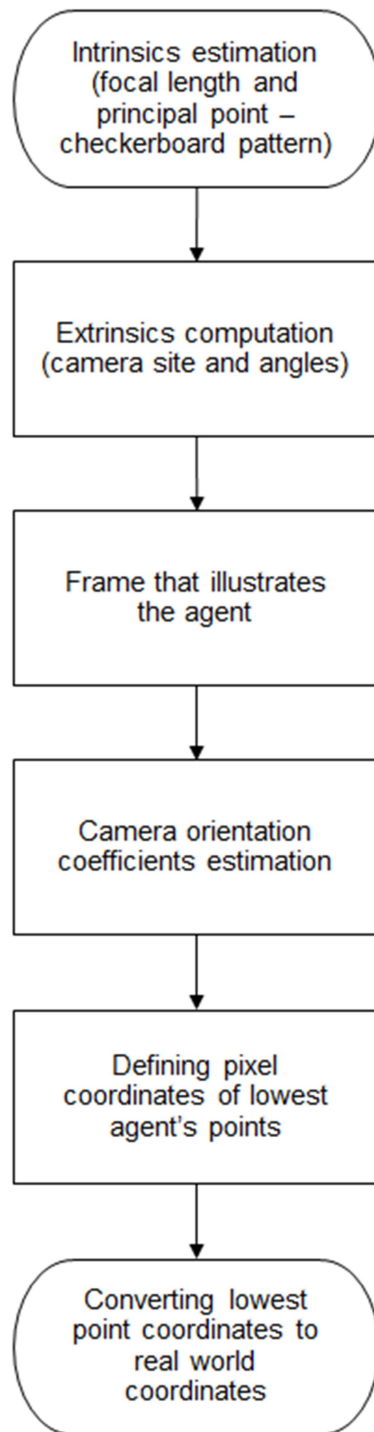 Intrinsics estimation
(focal length and
principal point –
checkerboard pattern)
Extrinsics computation
(camera site and angles)
Frame that illustrates
the agent
Camera orientation
coefficients estimation
Defining pixel
coordinates of lowest
agent's points
Converting lowest
point coordinates to
real world
coordinates